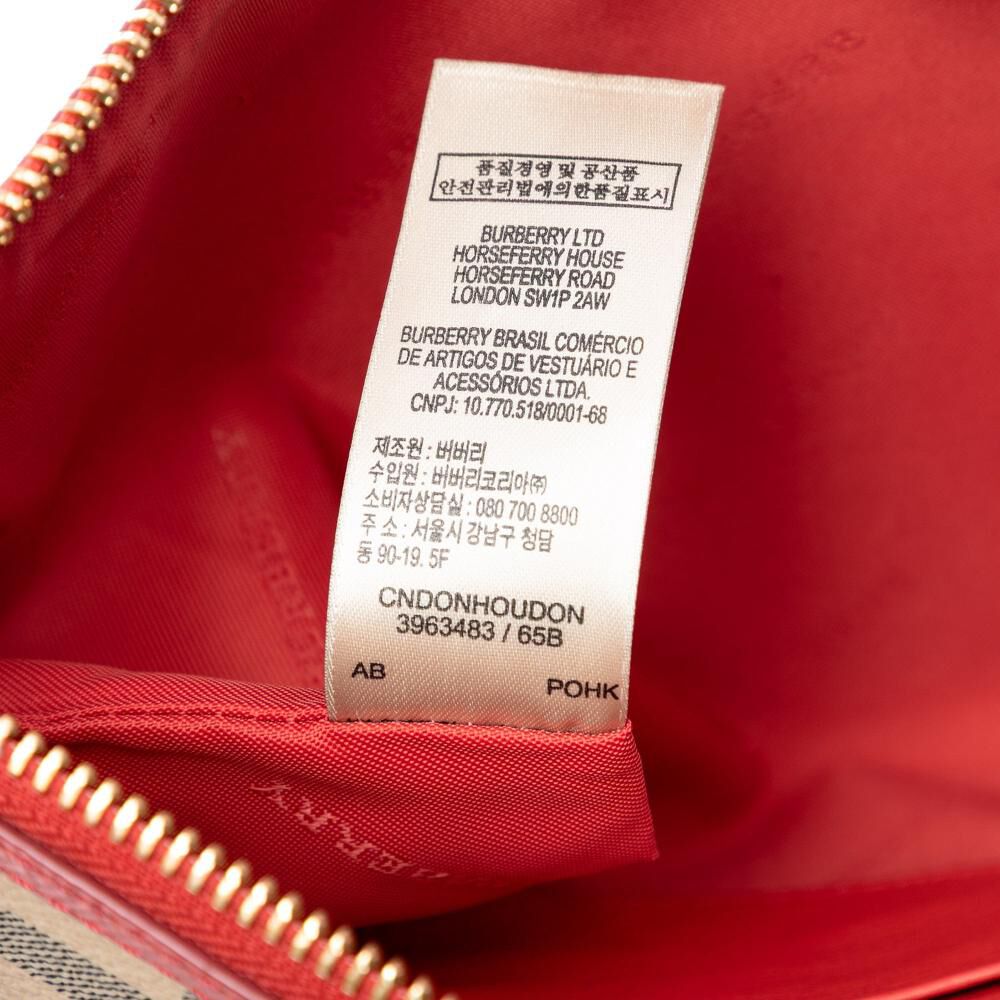 품질경영 및 공산품
안전관리법에의한품질표시
BURBERRY LTD
HORSEFERRY HOUSE
HORSEFERRY ROAD
LONDON SW1P 2AW
BURBERRY BRASIL COMÉRCIO
DE ARTIGOS DE VESTUÁRIO E
ACESSÓRIOS LTDA.
CNPJ: 10.770.518/0001-68
제조원 : 버버리
수입원 : 버버리코리아㈜
소비자상담실 : 080 700 8800
주 소 : 서울시 강남구 청담
동 90-19. 5F
CNDONHOUDON
3963483 / 65B
AB POHK